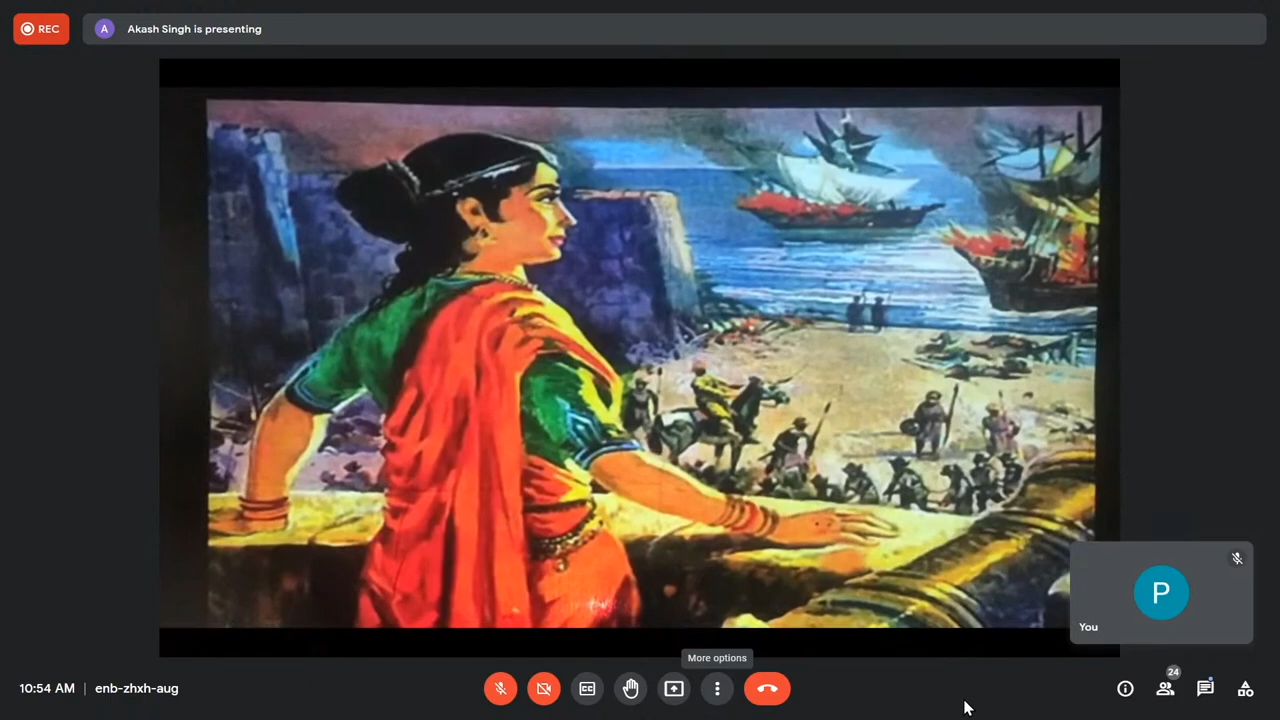 REC
A Akash Singh is presenting
P
You
More options
10:54 AM | enb-zhxh-aug
24